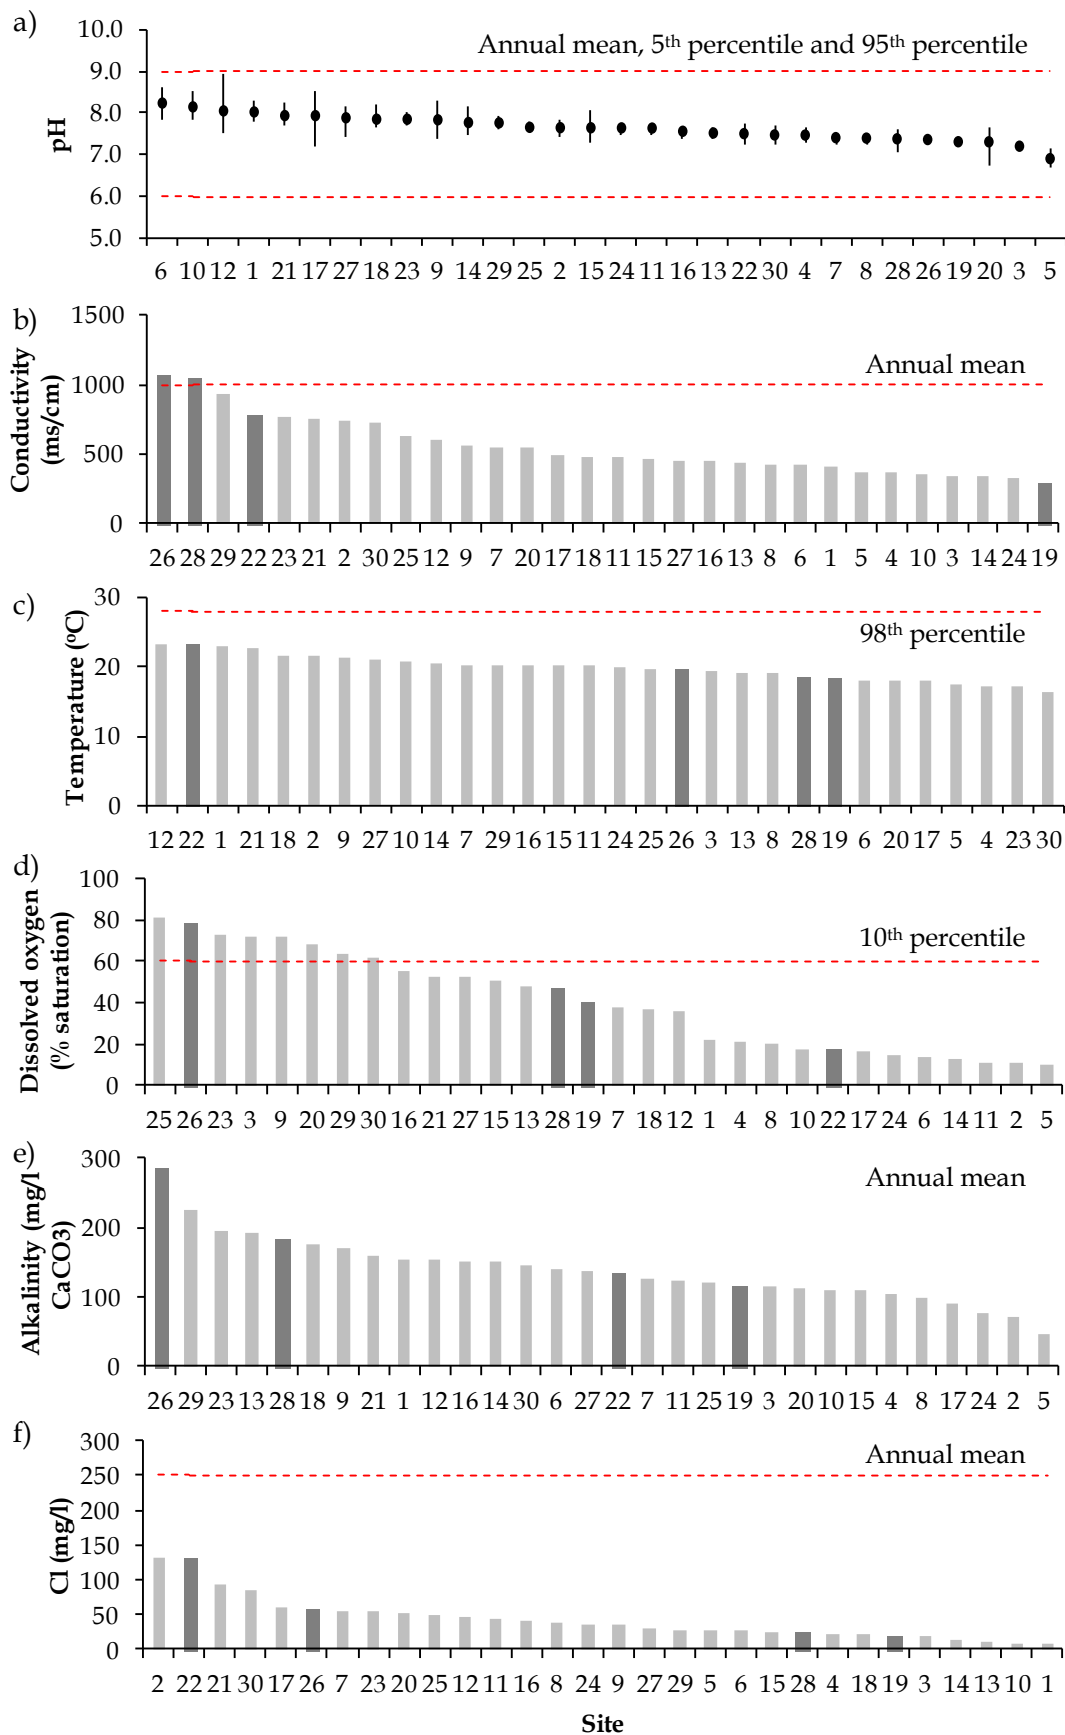 a)
10.0
Annual mean, 5th percentile and 95th percentile
9.0
8.0
pH
7.0
6.0
5.0
6 10 12 1 21 17 27 18 23 9 14 29 25 2 15 24 11 16 13 22 30 4 7 8 28 26 19 20 3 5
b)
1500
Annual mean
1000
Conductivity
(ms/cm)
500
0
26 28 29 22 23 21 2 30 25 12 9 7 20 17 18 11 15 27 16 13 8 6 1 5 4 10 3 14 24 19
c)
30
98th percentile
20
Temperature (ºC)
10
0
12 22 1 21 18 2 9 27 10 14 7 29 16 15 11 24 25 26 3 13 8 28 19 6 20 17 5 4 23 30
d)
100
80
10th percentile
60
Dissolved oxygen
(% saturation)
40
20
0
25 26 23 3 9 20 29 30 16 21 27 15 13 28 19 7 18 12 1 4 8 10 22 17 24 6 14 11 2 5
e)
300
Annual mean
200
Alkalinity (mg/l
CaCO3)
100
0
26 29 23 13 28 18 9 21 1 12 16 14 30 6 27 22 7 11 25 19 3 20 10 15 4 8 17 24 2 5
f)
300
Annual mean
250
200
150
Cl (mg/l)
100
50
0
2 22 21 30 17 26 7 23 20 25 12 11 16 8 24 9 27 29 5 6 15 28 4 18 19 3 14 13 10 1
Site